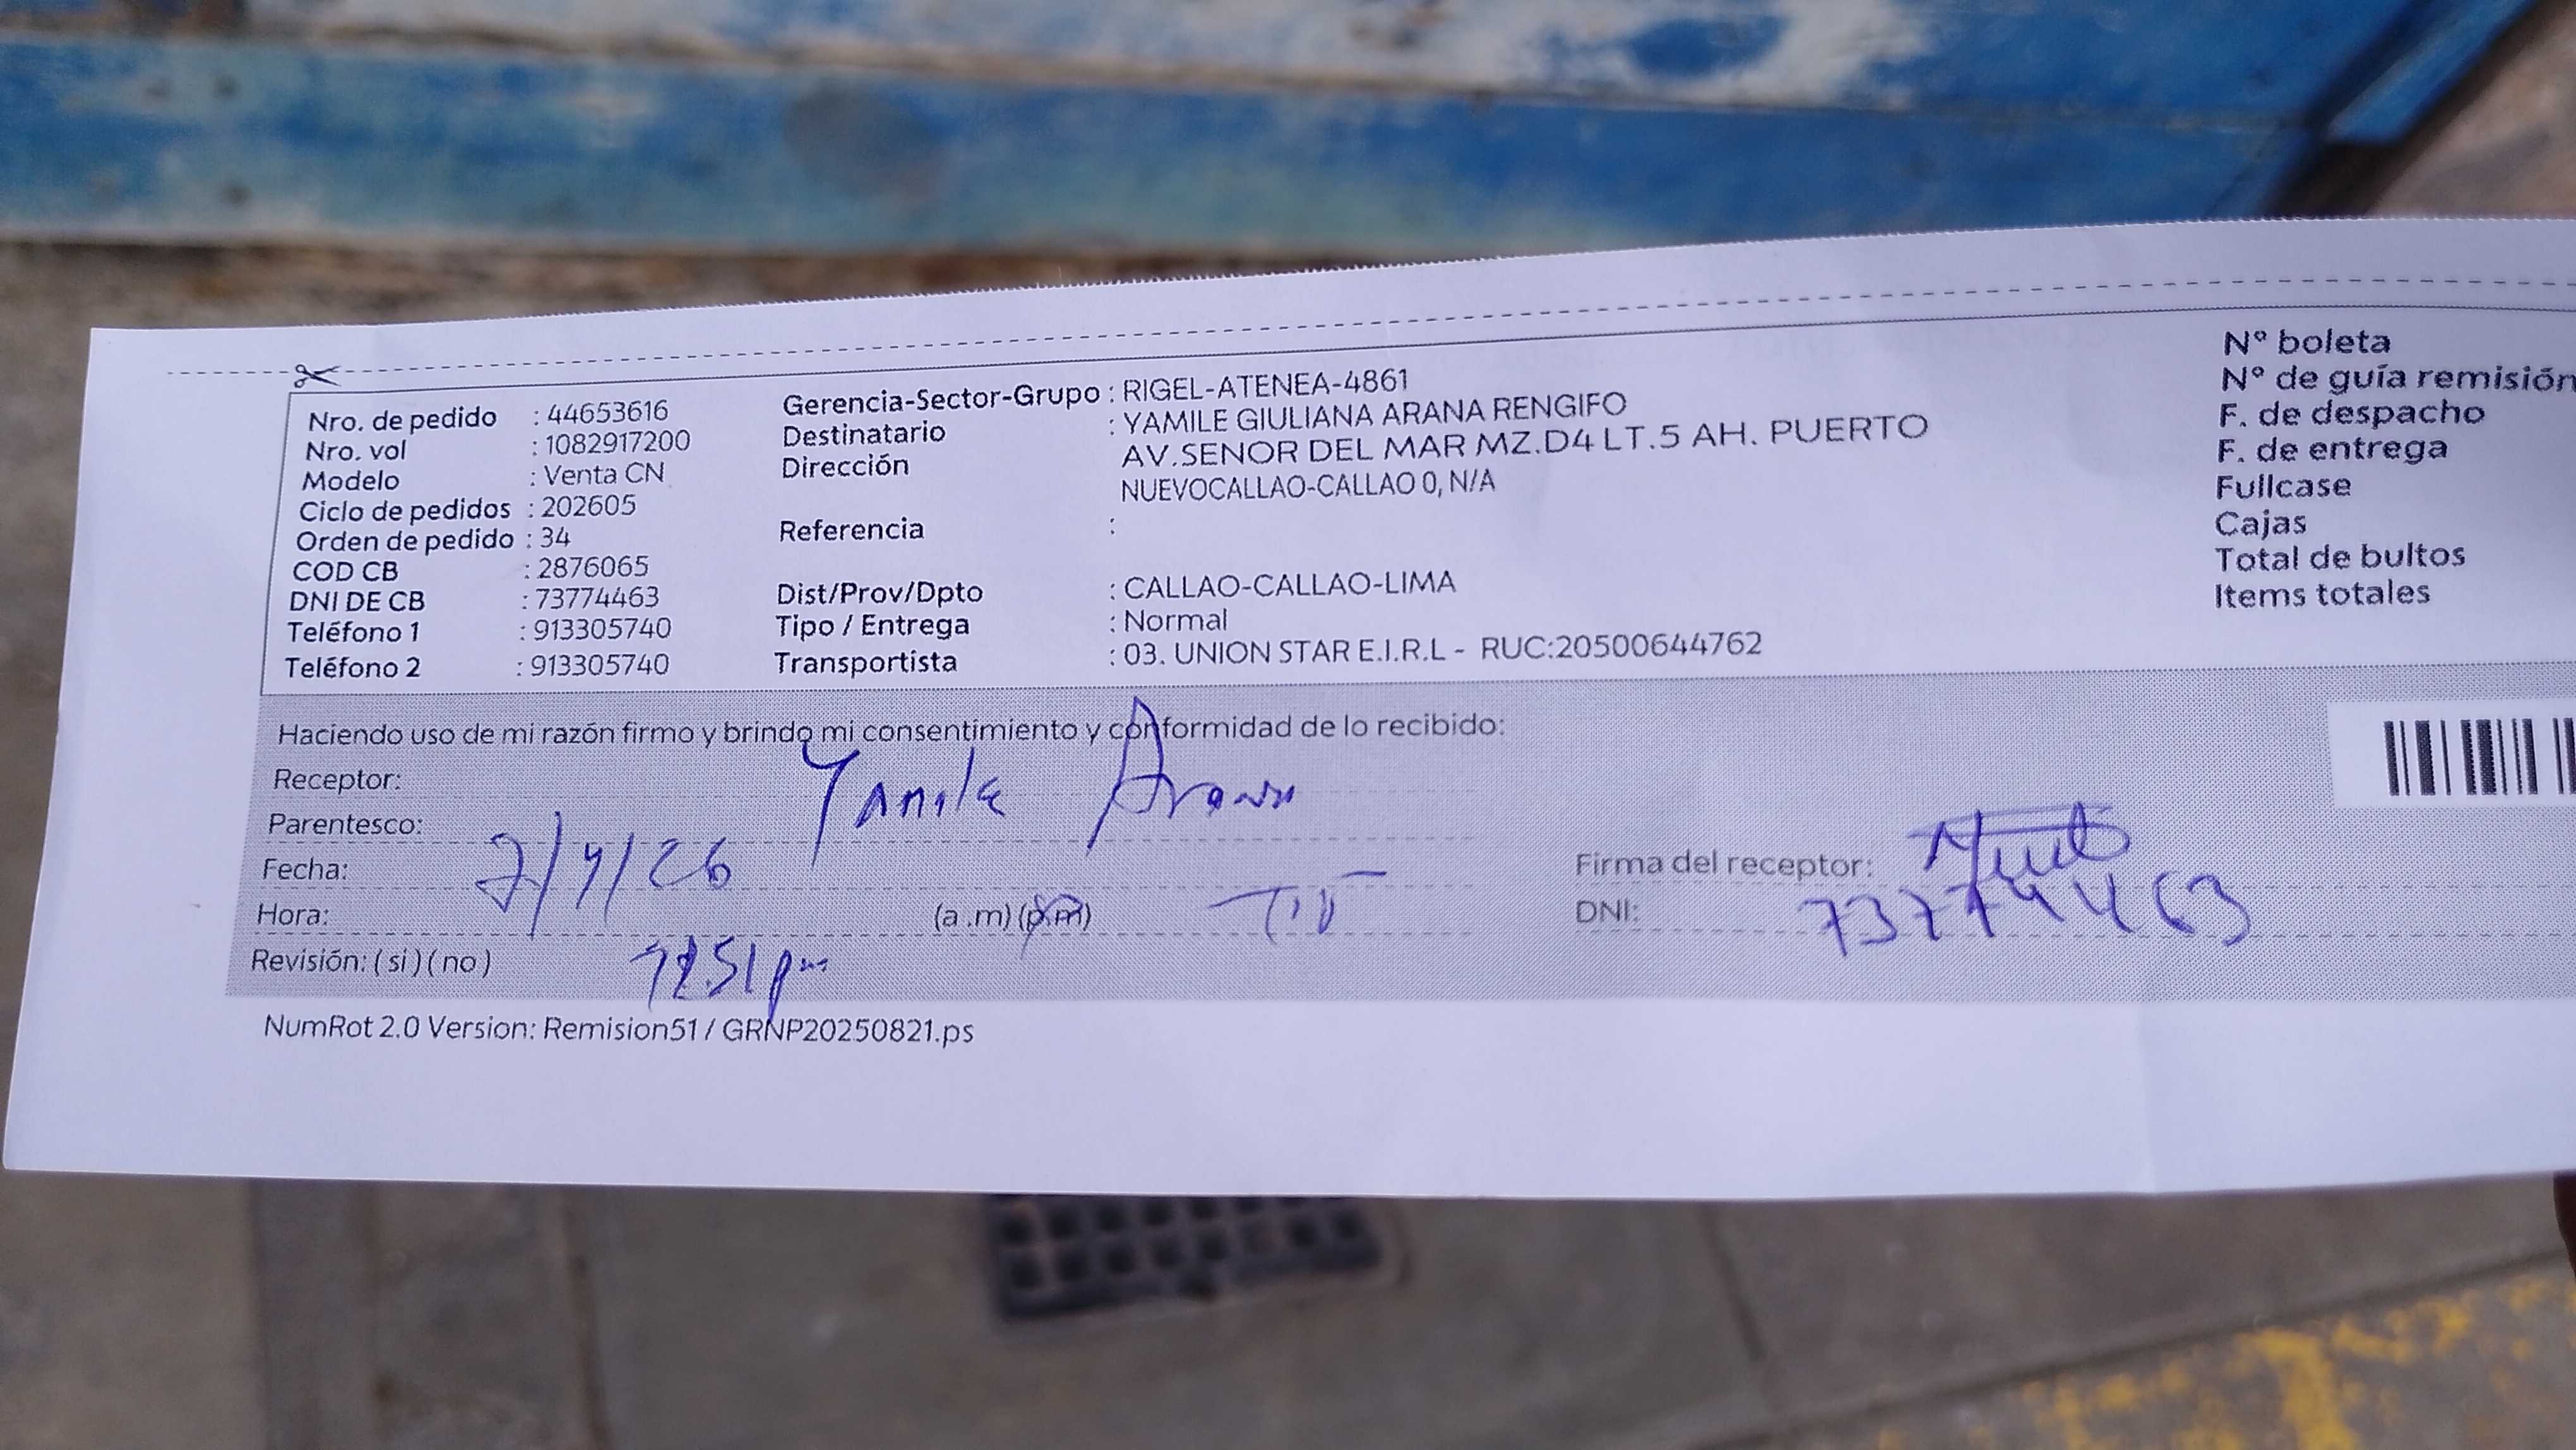 Nro. de pedido : 44653616
Nro. vol : 1082917200
Modelo : Venta CN
Ciclo de pedidos : 202605
Orden de pedido : 34
COD CB : 2876065
DNI DE CB : 73774463
Teléfono 1 : 913305740
Teléfono 2 : 913305740
Gerencia-Sector-Grupo : RIGEL-ATENEA-4861
Destinatario : YAMILE GIULIANA ARANA RENGIFO
Dirección AV.SENOR DEL MAR MZ.D4 LT.5 AH. PUERTO
NUEVOCALLAO-CALLAO 0, N/A
Referencia :
Dist/Prov/Dpto : CALLAO-CALLAO-LIMA
Tipo / Entrega : Normal
Transportista : 03. UNION STAR E.I.R.L - RUC:20500644762
Nº boleta
Nº de guía remisión
F. de despacho
F. de entrega
Fullcase
Cajas
Total de bultos
Items totales
Haciendo uso de mi razón firmo y brindo mi consentimiento y conformidad de lo recibido:
Receptor: Yamile Arana
Parentesco:
Fecha: 7/4/26
Hora: (a .m) (p.m)
Revisión: ( si ) ( no ) 12.51 pm
Firma del receptor:
DNI: 73774463
NumRot 2.0 Version: Remision51 / GRNP20250821.ps